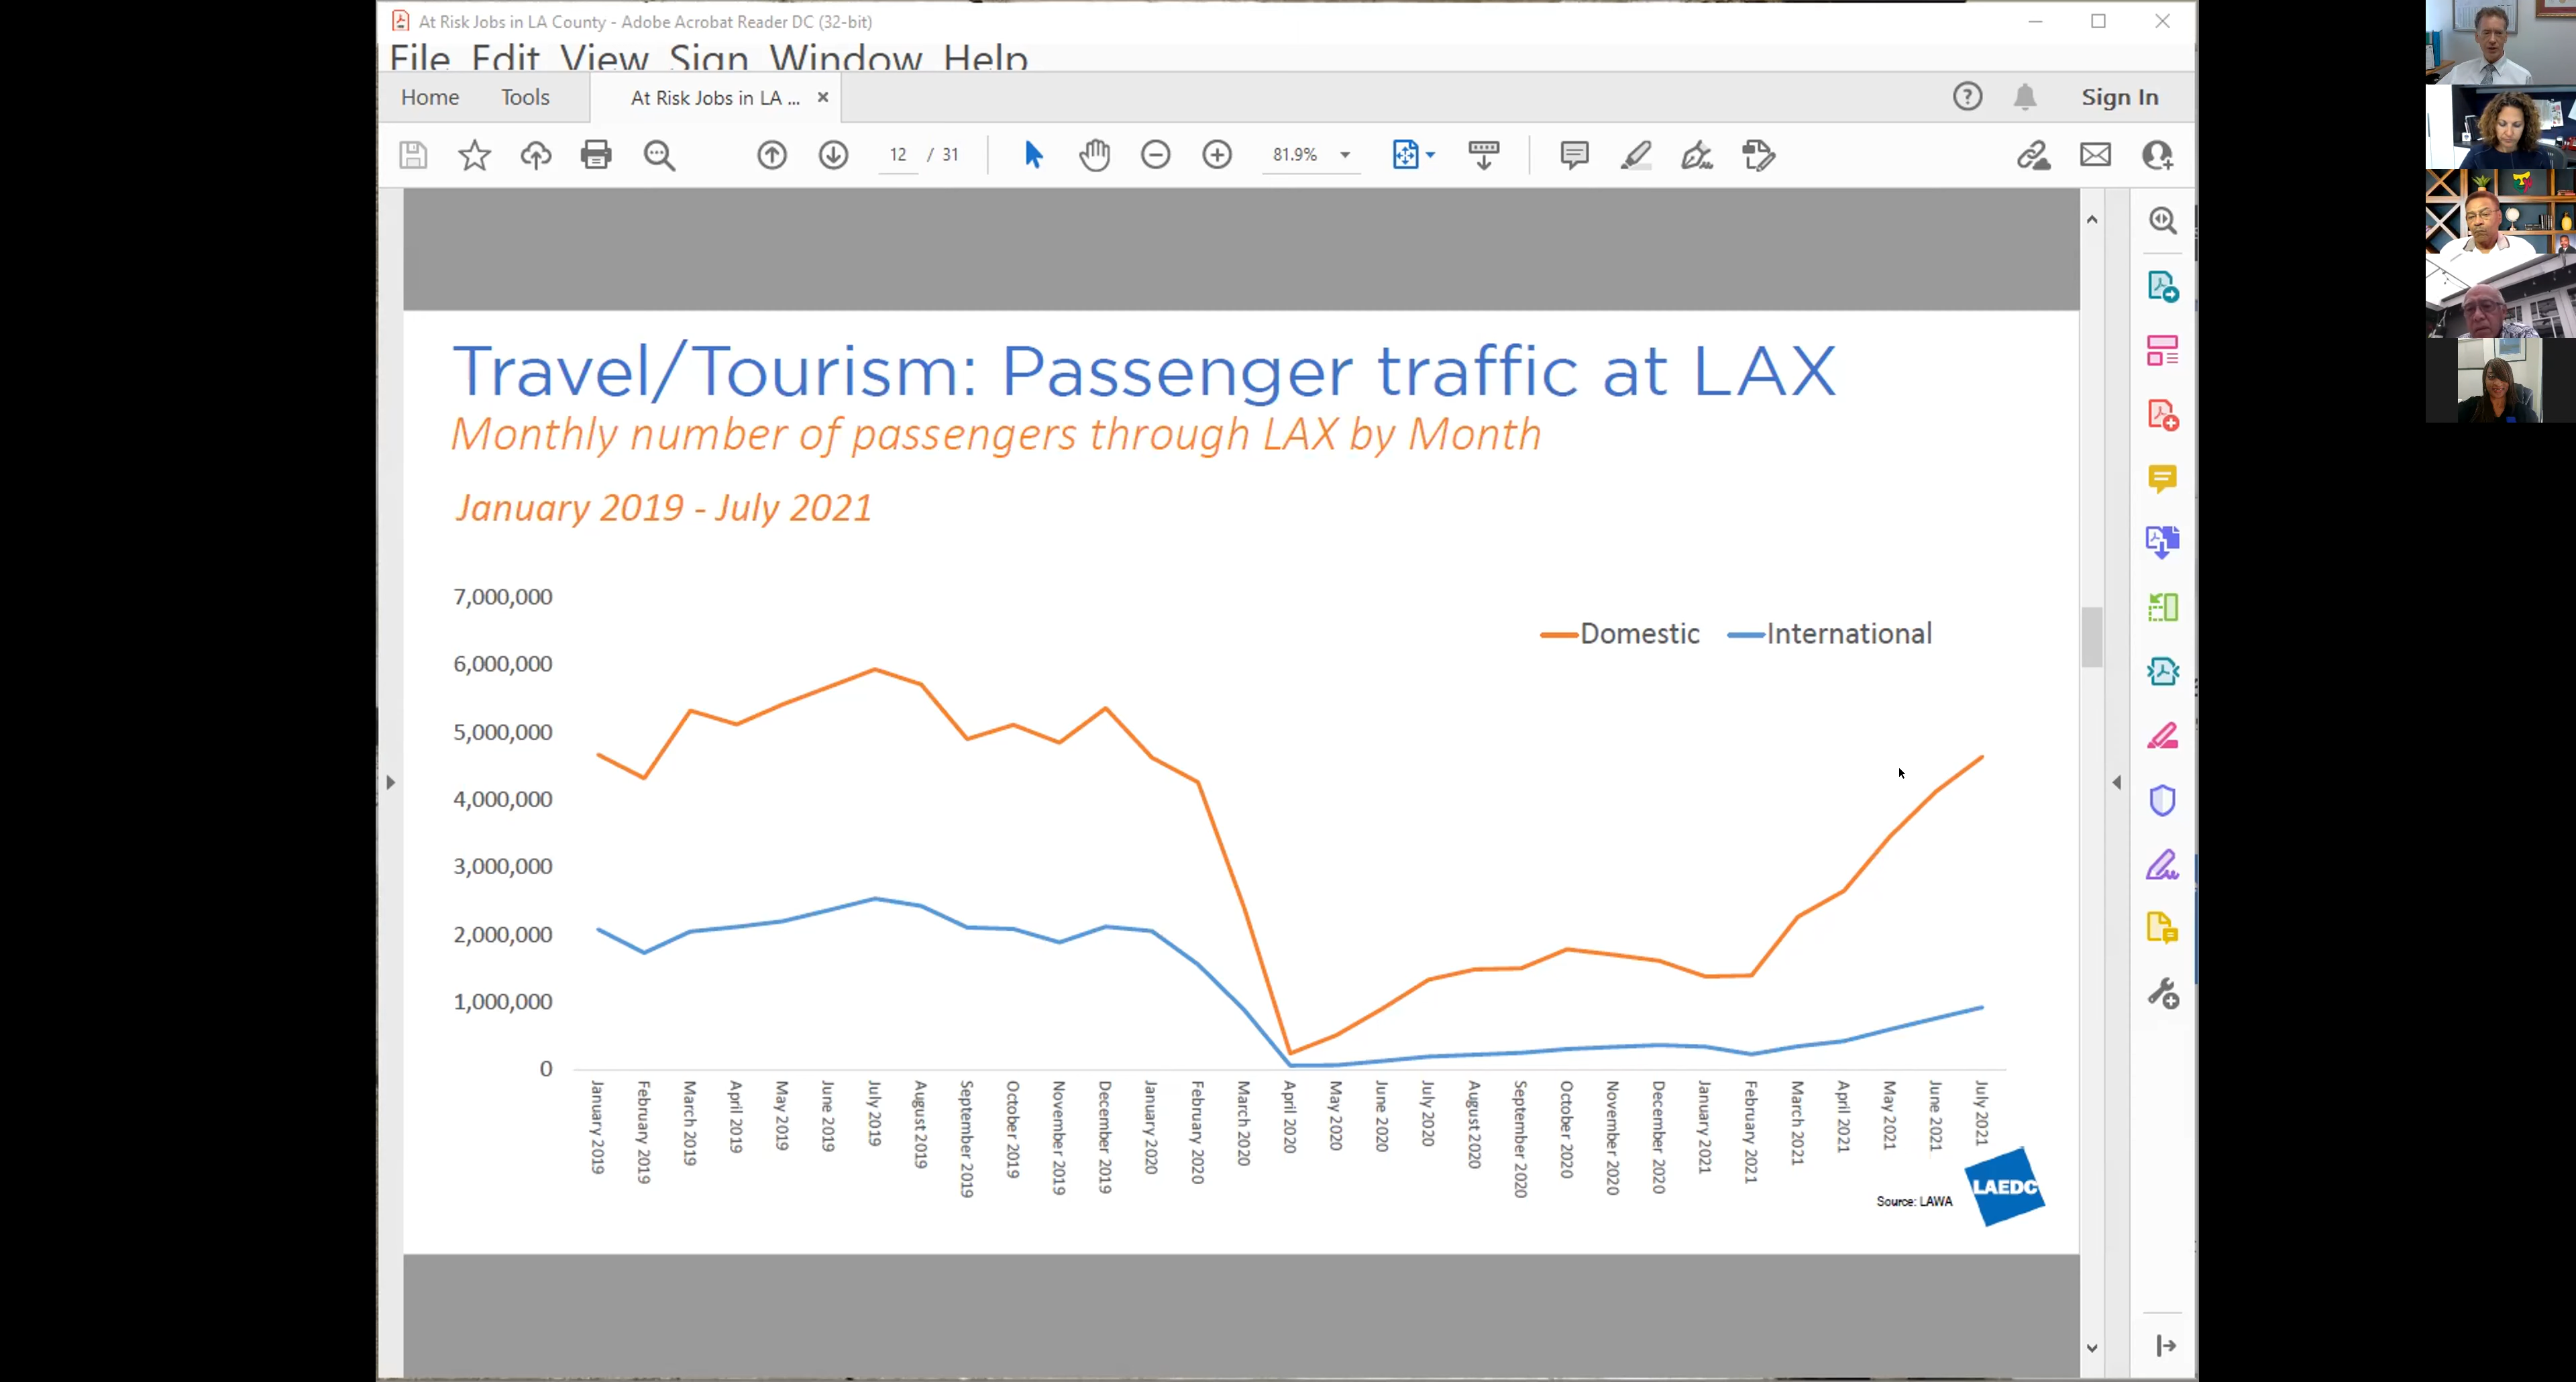 At Risk Jobs in LA County - Adobe Acrobat Reader DC (32-bit)
File Edit View Sign Window Help
Home Tools At Risk Jobs in LA ... Sign In
12 / 31 81.9%
Travel/Tourism: Passenger traffic at LAX
Monthly number of passengers through LAX by Month
January 2019 - July 2021
7,000,000
Domestic International
6,000,000
5,000,000
4,000,000
3,000,000
2,000,000
1,000,000
0
January 2019
February 2019
March 2019
April 2019
May 2019
June 2019
July 2019
August 2019
September 2019
October 2019
November 2019
December 2019
January 2020
February 2020
March 2020
April 2020
May 2020
June 2020
July 2020
August 2020
September 2020
October 2020
November 2020
December 2020
January 2021
February 2021
March 2021
April 2021
May 2021
June 2021
July 2021
Source: LAWA
LAEDC